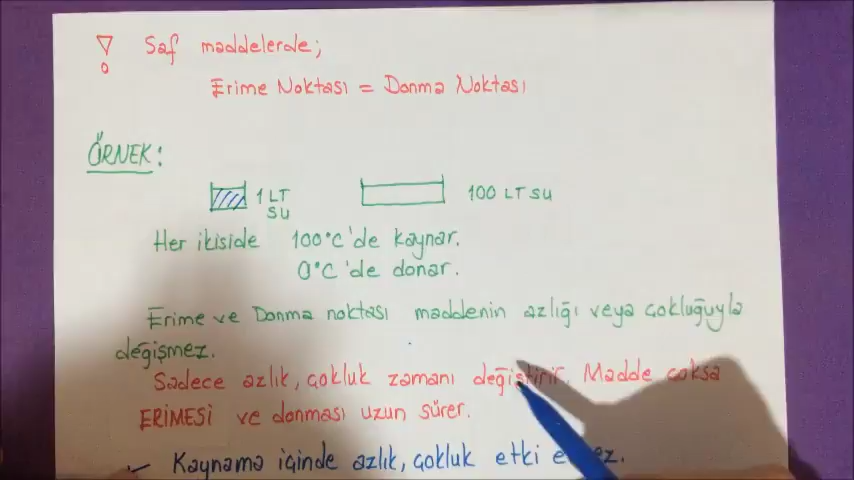 ! Saf maddelerde;
Erime Noktası = Donma Noktası
ÖRNEK:
1 LT
SU
100 LT SU
Her ikiside 100°C'de kaynar.
0°C'de donar.
Erime ve Donma noktası maddenin azlığı veya çokluğuyla
değişmez.
Sadece azlık, çokluk zamanı değiştirir. Madde çoksa
ERİMESİ ve donması uzun sürer.
Kaynama içinde azlık, çokluk etki etmez.